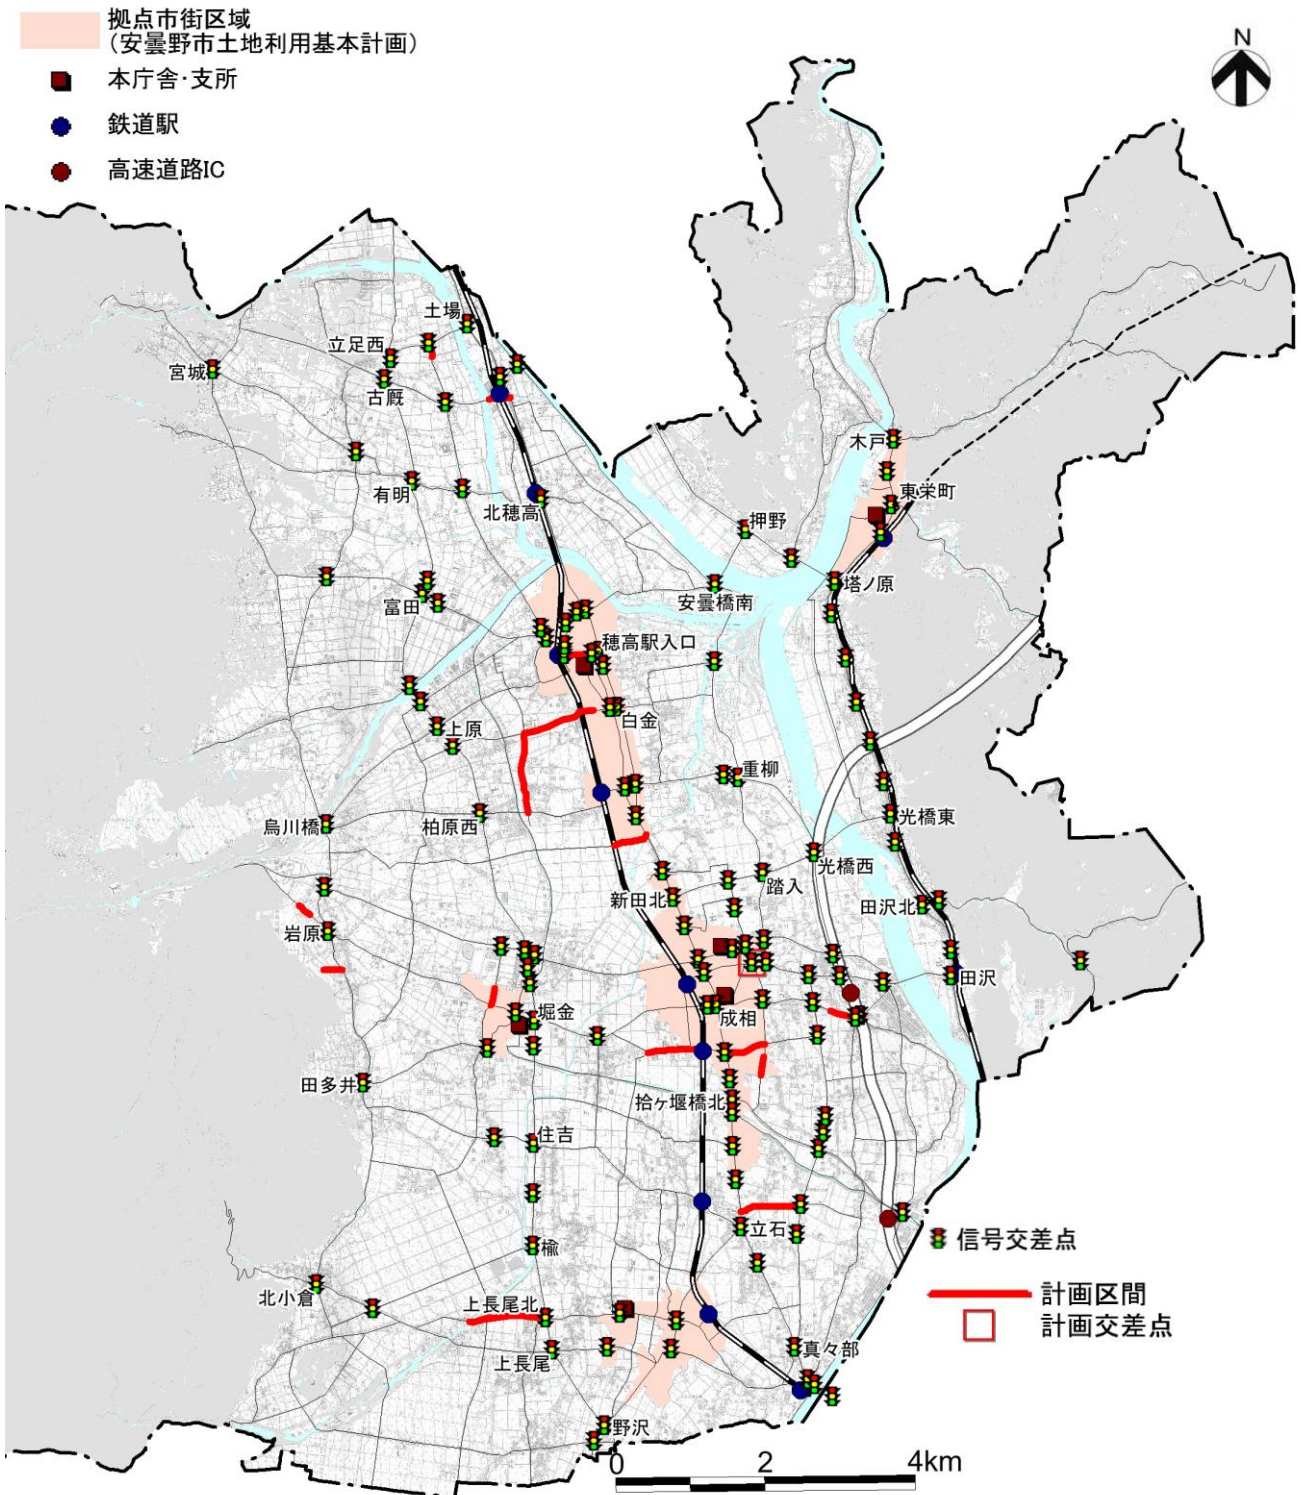 拠点市街区域
(安曇野市土地利用基本計画)
本庁舎・支所
鉄道駅
高速道路IC
N
土場
立足西
宮城
古厩
木戸
有明
東栄町
北穂高
押野
塔ノ原
安曇橋南
富田
穂高駅入口
白金
上原
重柳
烏川橋
柏原西
光橋東
光橋西
踏入
新田北
田沢北
岩原
田沢
堀金
成相
田多井
拾ヶ堰橋北
住吉
立石
信号交差点
楡
北小倉
上長尾北
計画区間
計画交差点
上長尾
真々部
野沢
0
2
4km